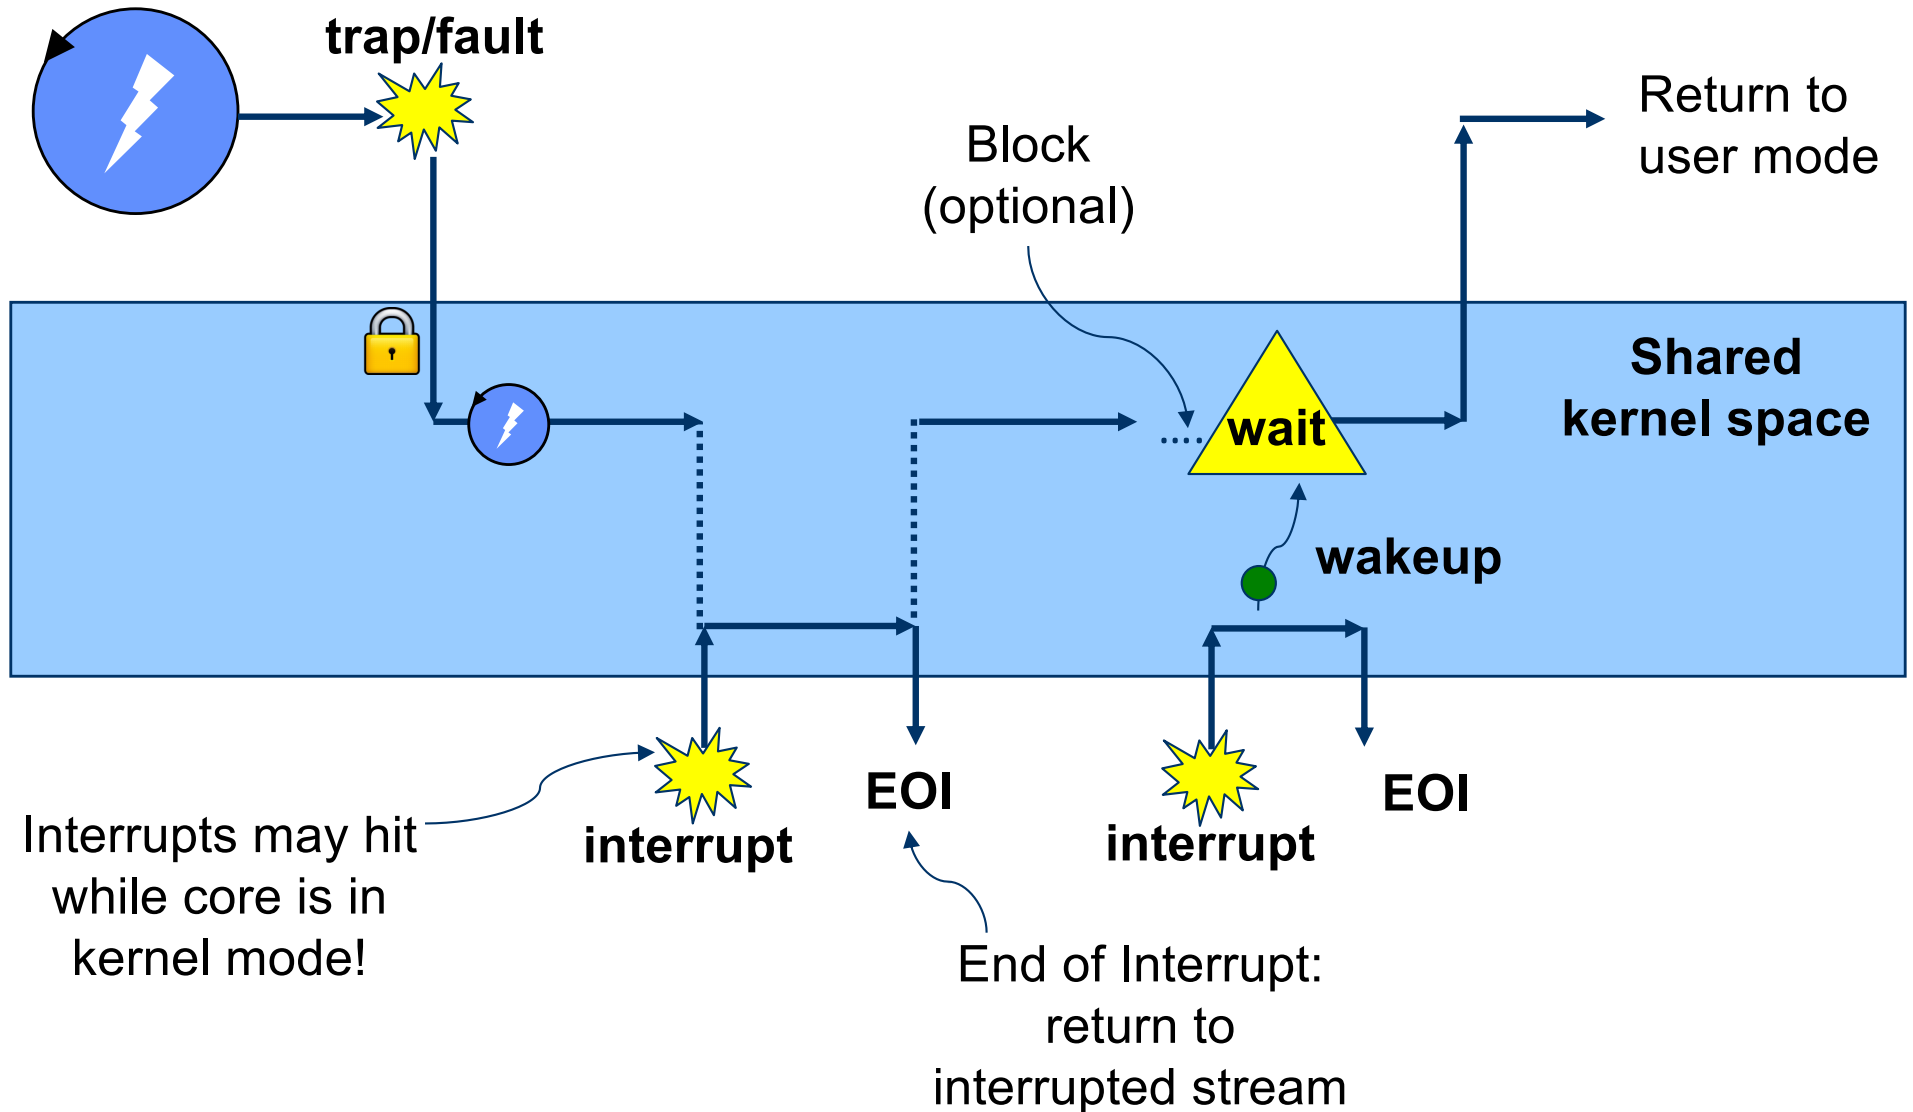 trap/fault
Return to
user mode
Block
(optional)
Shared
kernel space
wait
wakeup
EOI
EOI
interrupt
interrupt
Interrupts may hit
while core is in
kernel mode!
End of Interrupt:
return to
interrupted stream